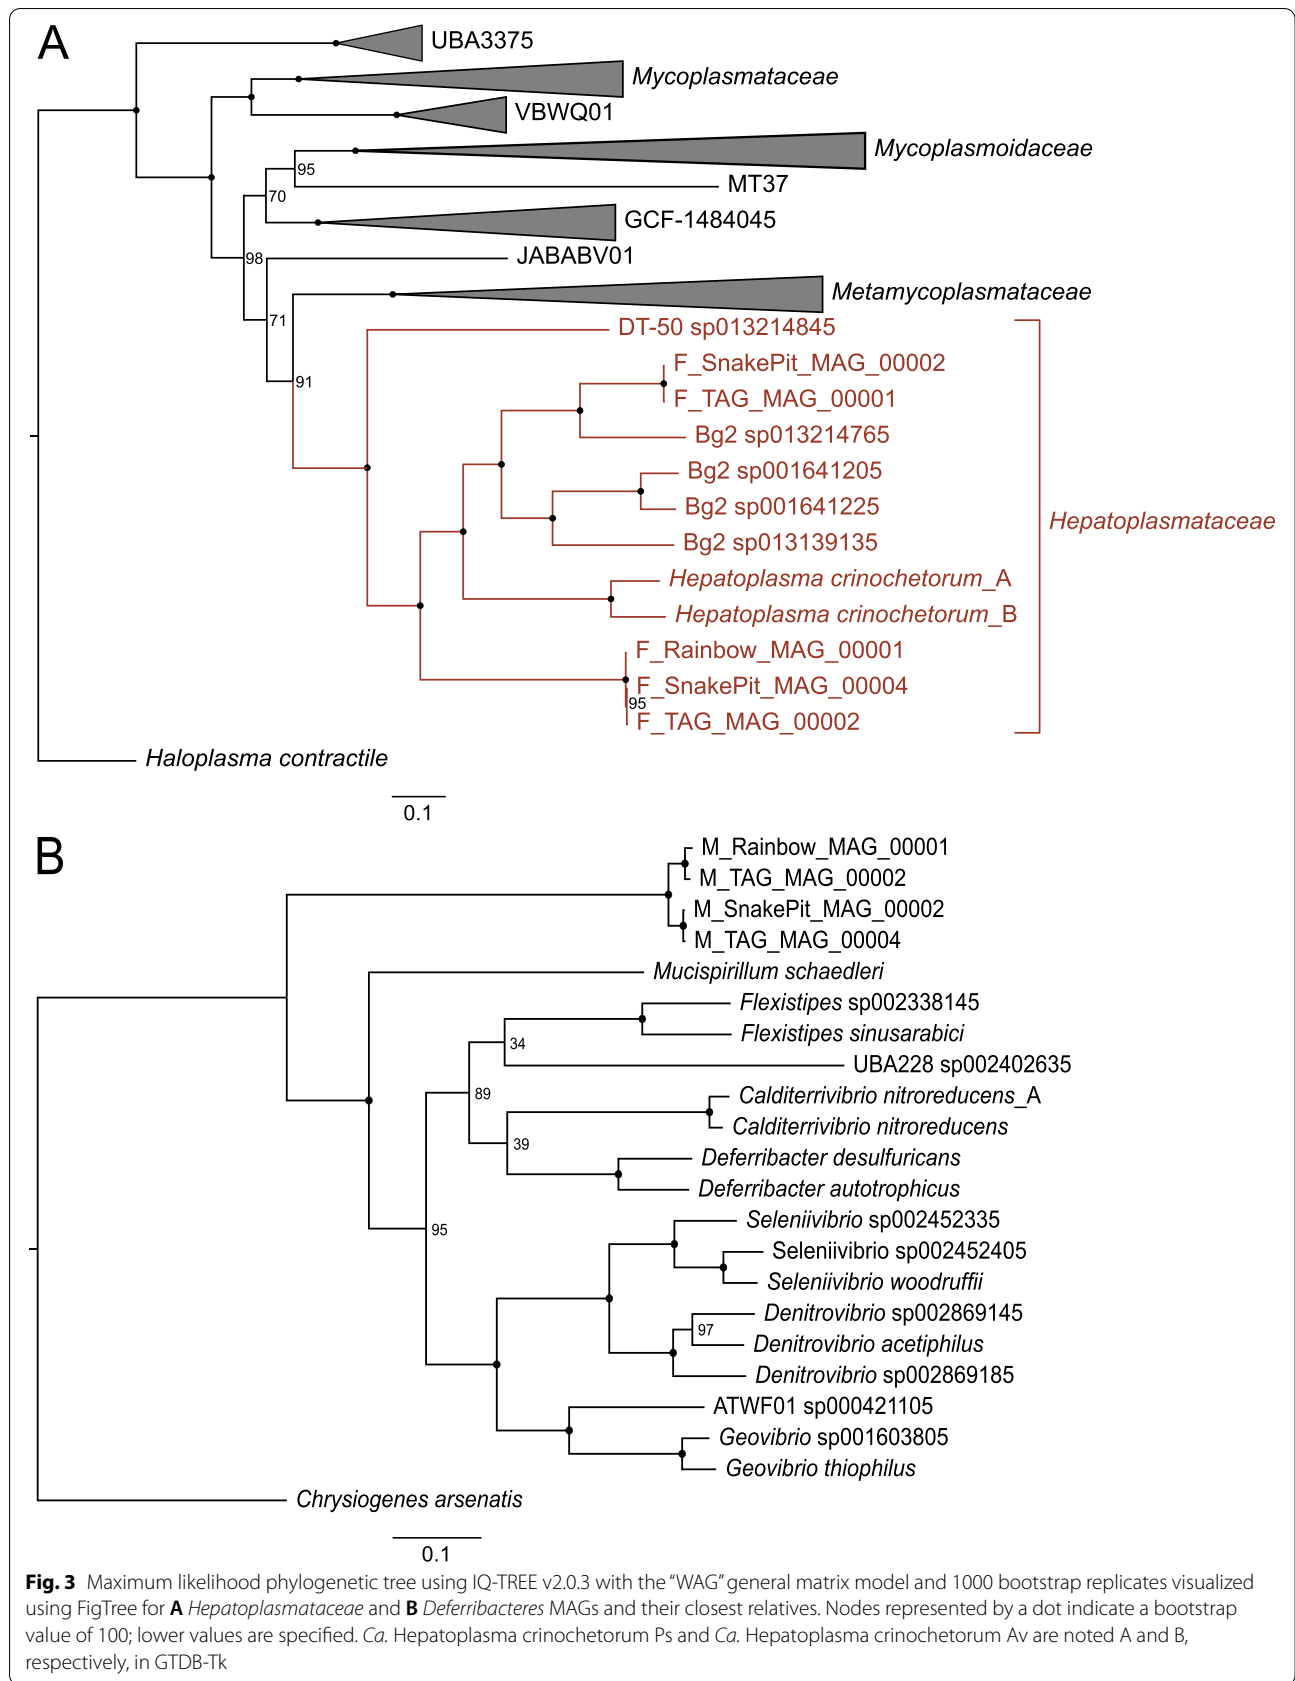 A
UBA3375
Mycoplasmataceae
VBWQ01
Mycoplasmoidaceae
95
MT37
70
GCF-1484045
JABABV01
98
Metamycoplasmataceae
71
DT-50 sp013214845
F_SnakePit_MAG_00002
91
F_TAG_MAG_00001
Bg2 sp013214765
Bg2 sp001641205
Bg2 sp001641225
Hepatoplasmataceae
Bg2 sp013139135
Hepatoplasma crinochetorum_A
Hepatoplasma crinochetorum_B
F_Rainbow_MAG_00001
F_SnakePit_MAG_00004
95
F_TAG_MAG_00002
Haloplasma contractile
0.1
B
M_Rainbow_MAG_00001
M_TAG_MAG_00002
M_SnakePit_MAG_00002
M_TAG_MAG_00004
Mucispirillum schaedleri
Flexistipes sp002338145
Flexistipes sinusarabici
34
UBA228 sp002402635
89
Calditerrivibrio nitroreducens_A
Calditerrivibrio nitroreducens
39
Deferribacter desulfuricans
Deferribacter autotrophicus
95
Seleniivibrio sp002452335
Seleniivibrio sp002452405
Seleniivibrio woodruffii
Denitrovibrio sp002869145
97
Denitrovibrio acetiphilus
Denitrovibrio sp002869185
ATWF01 sp000421105
Geovibrio sp001603805
Geovibrio thiophilus
Chrysiogenes arsenatis
0.1
Fig. 3 Maximum likelihood phylogenetic tree using IQ-TREE v2.0.3 with the “WAG” general matrix model and 1000 bootstrap replicates visualized
using FigTree for A Hepatoplasmataceae and B Deferribacteres MAGs and their closest relatives. Nodes represented by a dot indicate a bootstrap
value of 100; lower values are specified. Ca. Hepatoplasma crinochetorum Ps and Ca. Hepatoplasma crinochetorum Av are noted A and B,
respectively, in GTDB-Tk